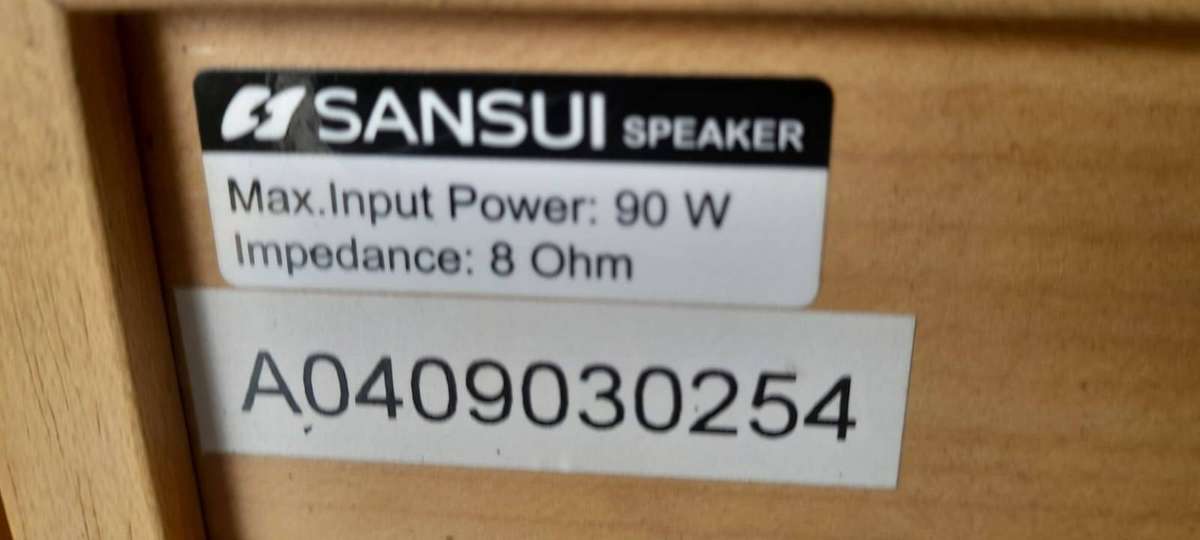 SANSUI SPEAKER
Max.Input Power: 90 W
Impedance: 8 Ohm
A0409030254